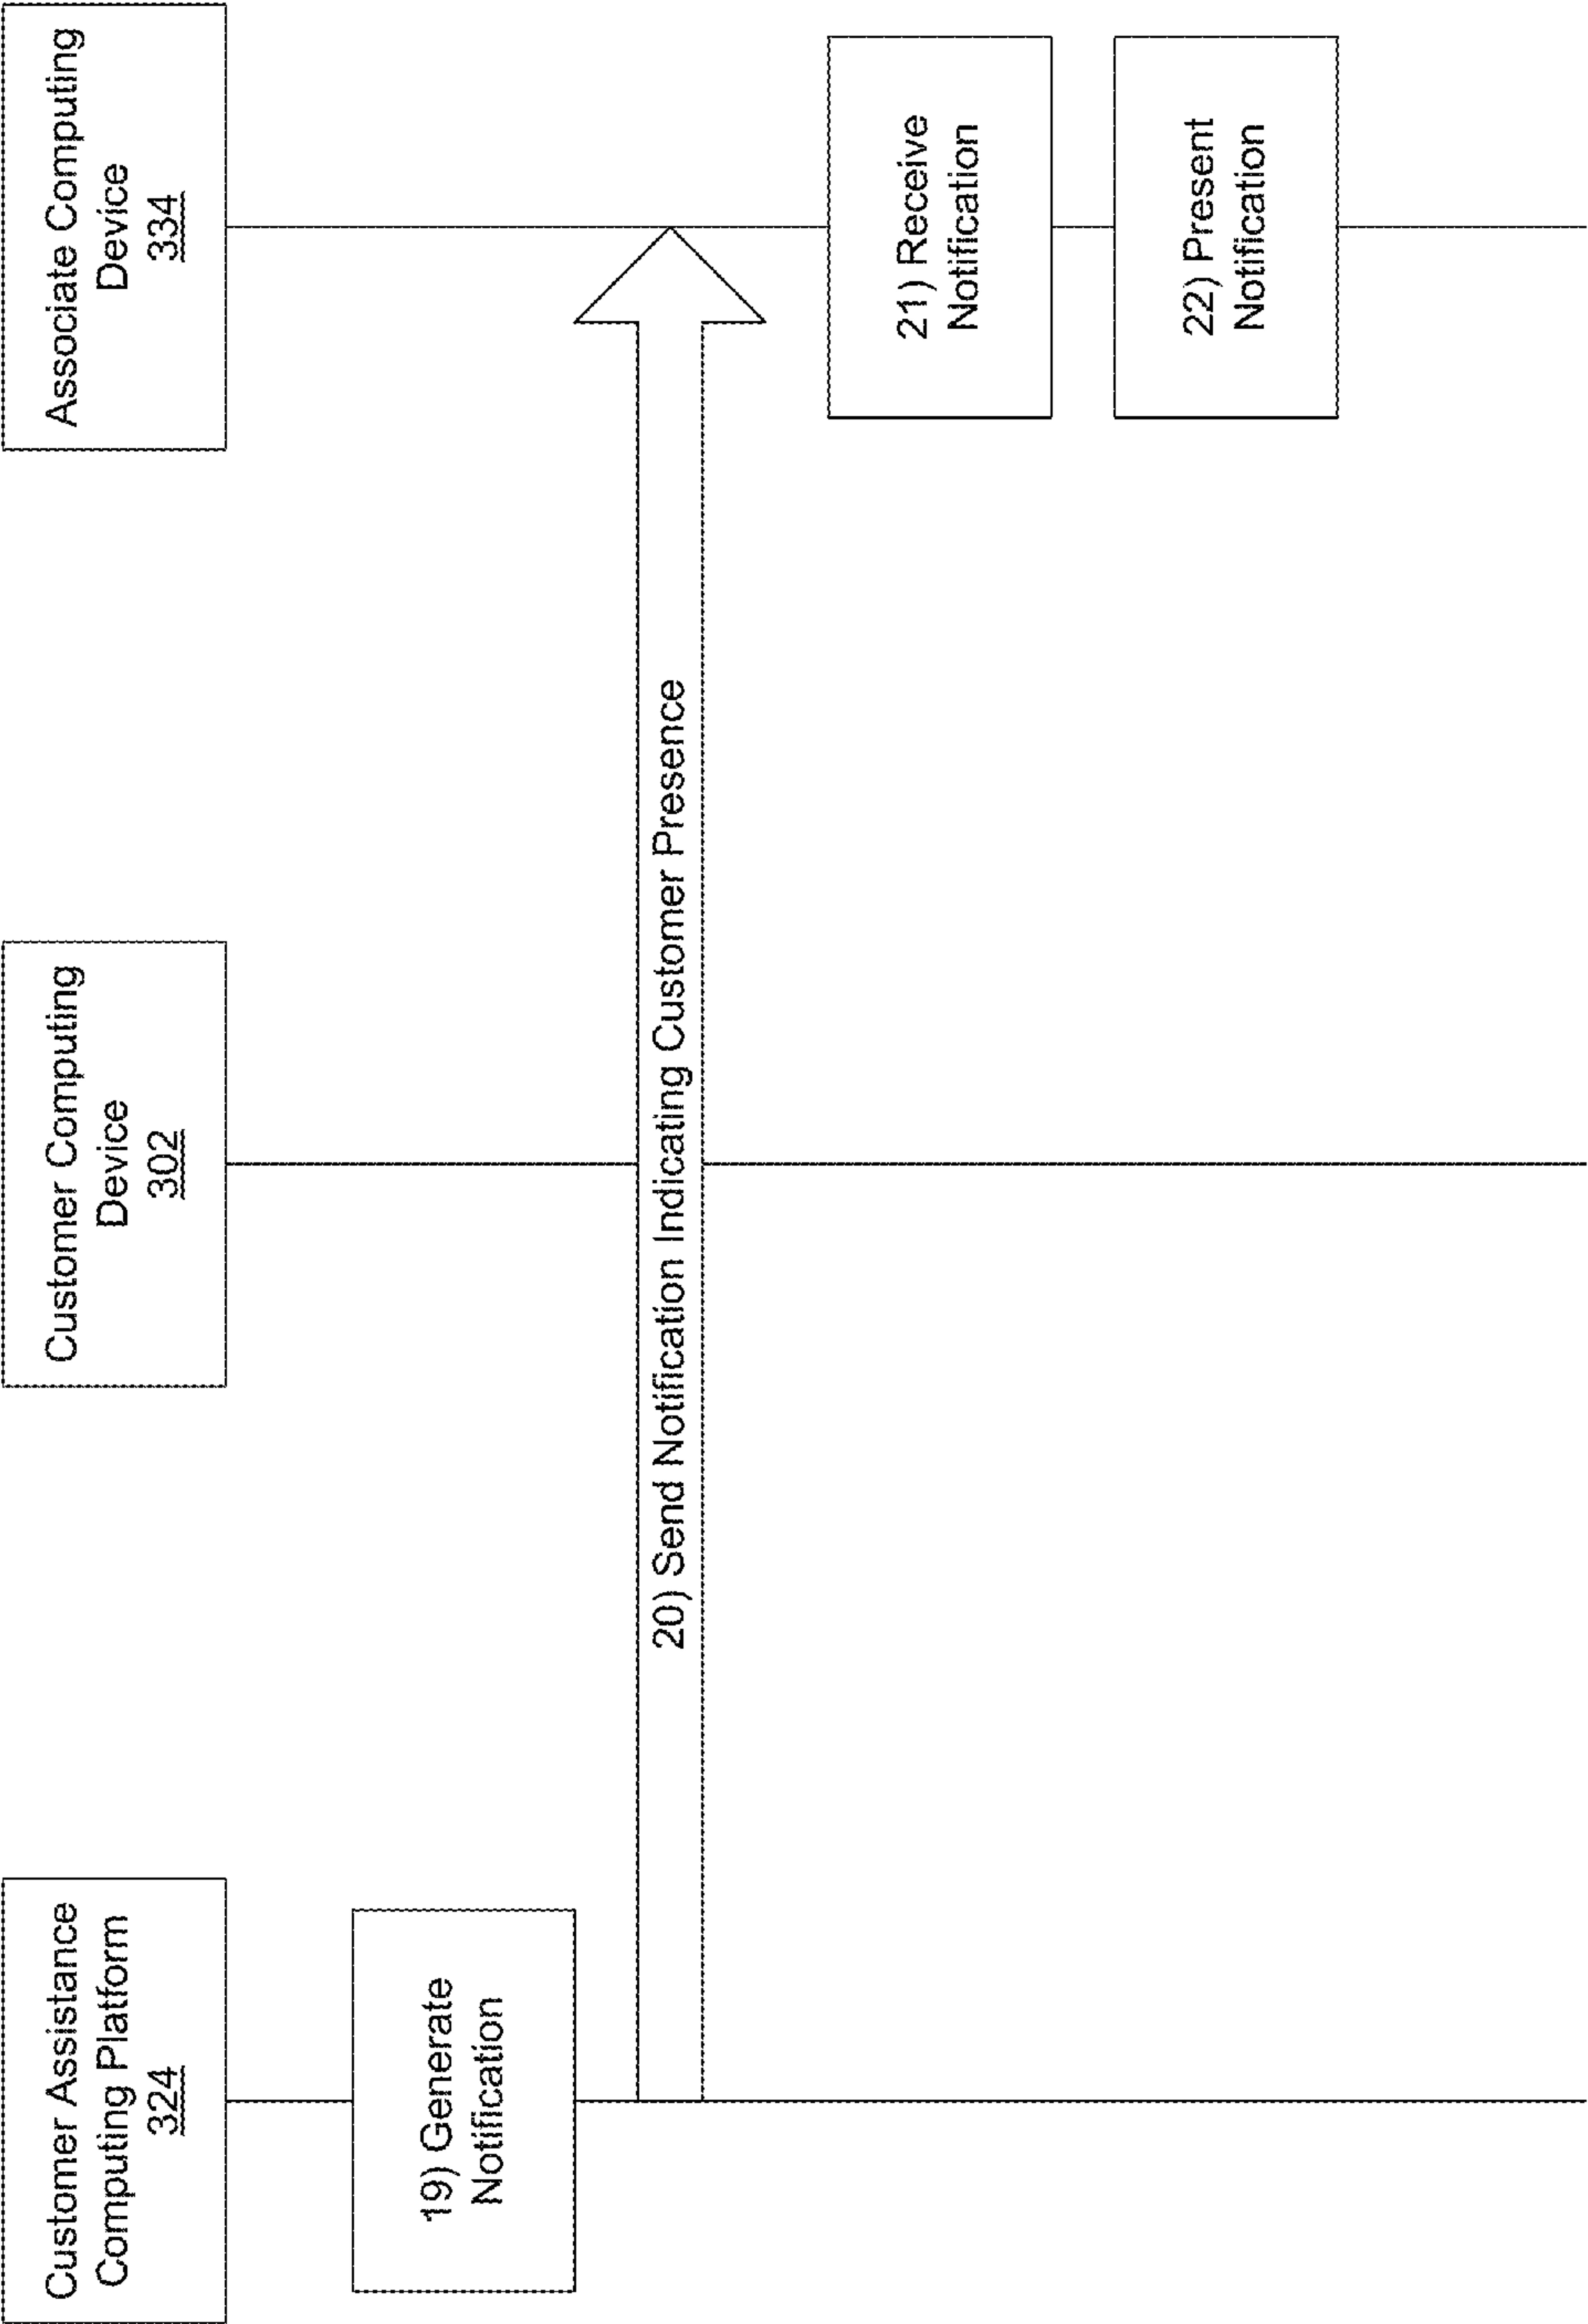 Customer Assistance
Computing Platform
324
Customer Computing
Device
302
Associate Computing
Device
334
19) Generate
Notification
20) Send Notification Indicating Customer Presence
21) Receive
Notification
22) Present
Notification